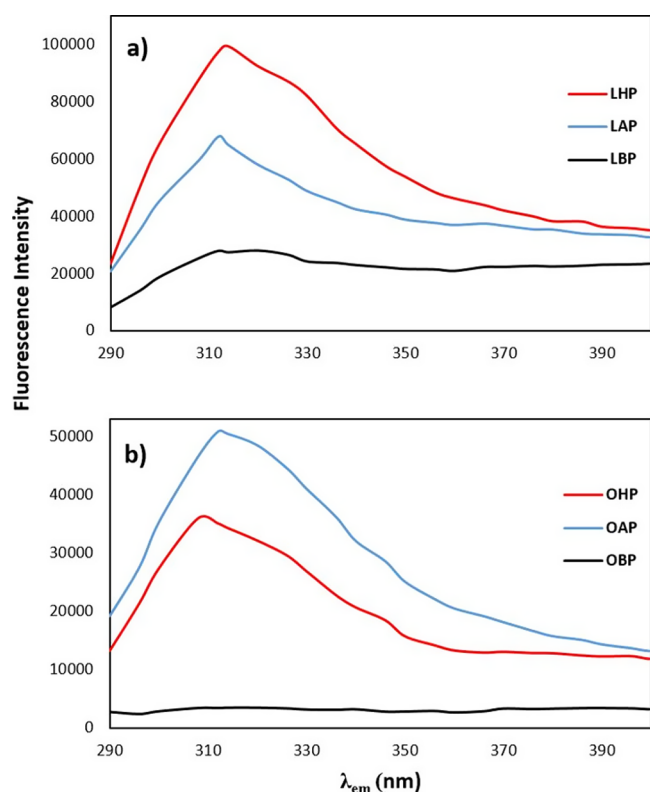 Fluorescence Intensity
a)
100000
80000
60000
40000
20000
0
LHP
LAP
LBP
290 310 330 350 370 390
b)
50000
40000
30000
20000
10000
0
OHP
OAP
OBP
290 310 330 350 370 390
λem (nm)